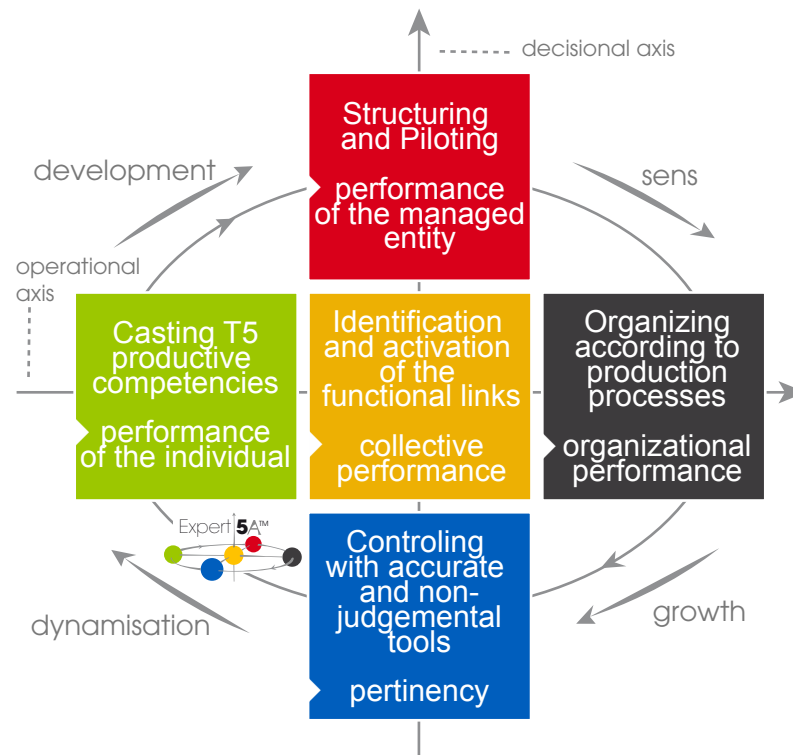 decisional axis
Structuring
and Piloting
performance
of the managed
entity
development
sens
operational
axis
Casting T5
productive
competencies
performance
of the individual
Identification
and activation
of the
functional links
collective
performance
Organizing
according to
production
processes
organizational
performance
Expert 5A™
Controling
with accurate
and non-
judgemental
tools
pertinency
dynamisation
growth